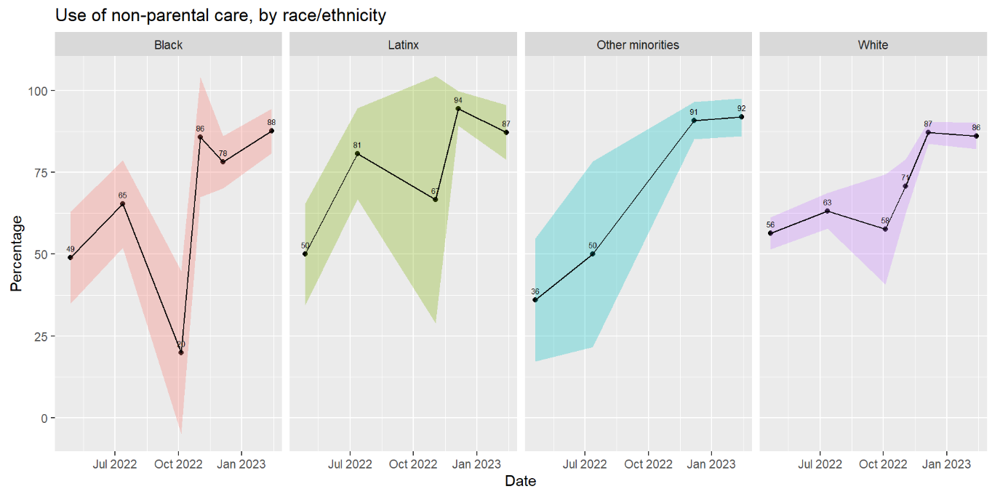 Use of non-parental care, by race/ethnicity
Black Latinx Other minorities White
100
75
50
25
0
Percentage
49 65 20 86 78 88
50 81 67 94 87
36 50 91 92
56 63 58 71 87 86
Jul 2022 Oct 2022 Jan 2023 Jul 2022 Oct 2022 Jan 2023 Jul 2022 Oct 2022 Jan 2023 Jul 2022 Oct 2022 Jan 2023
Date